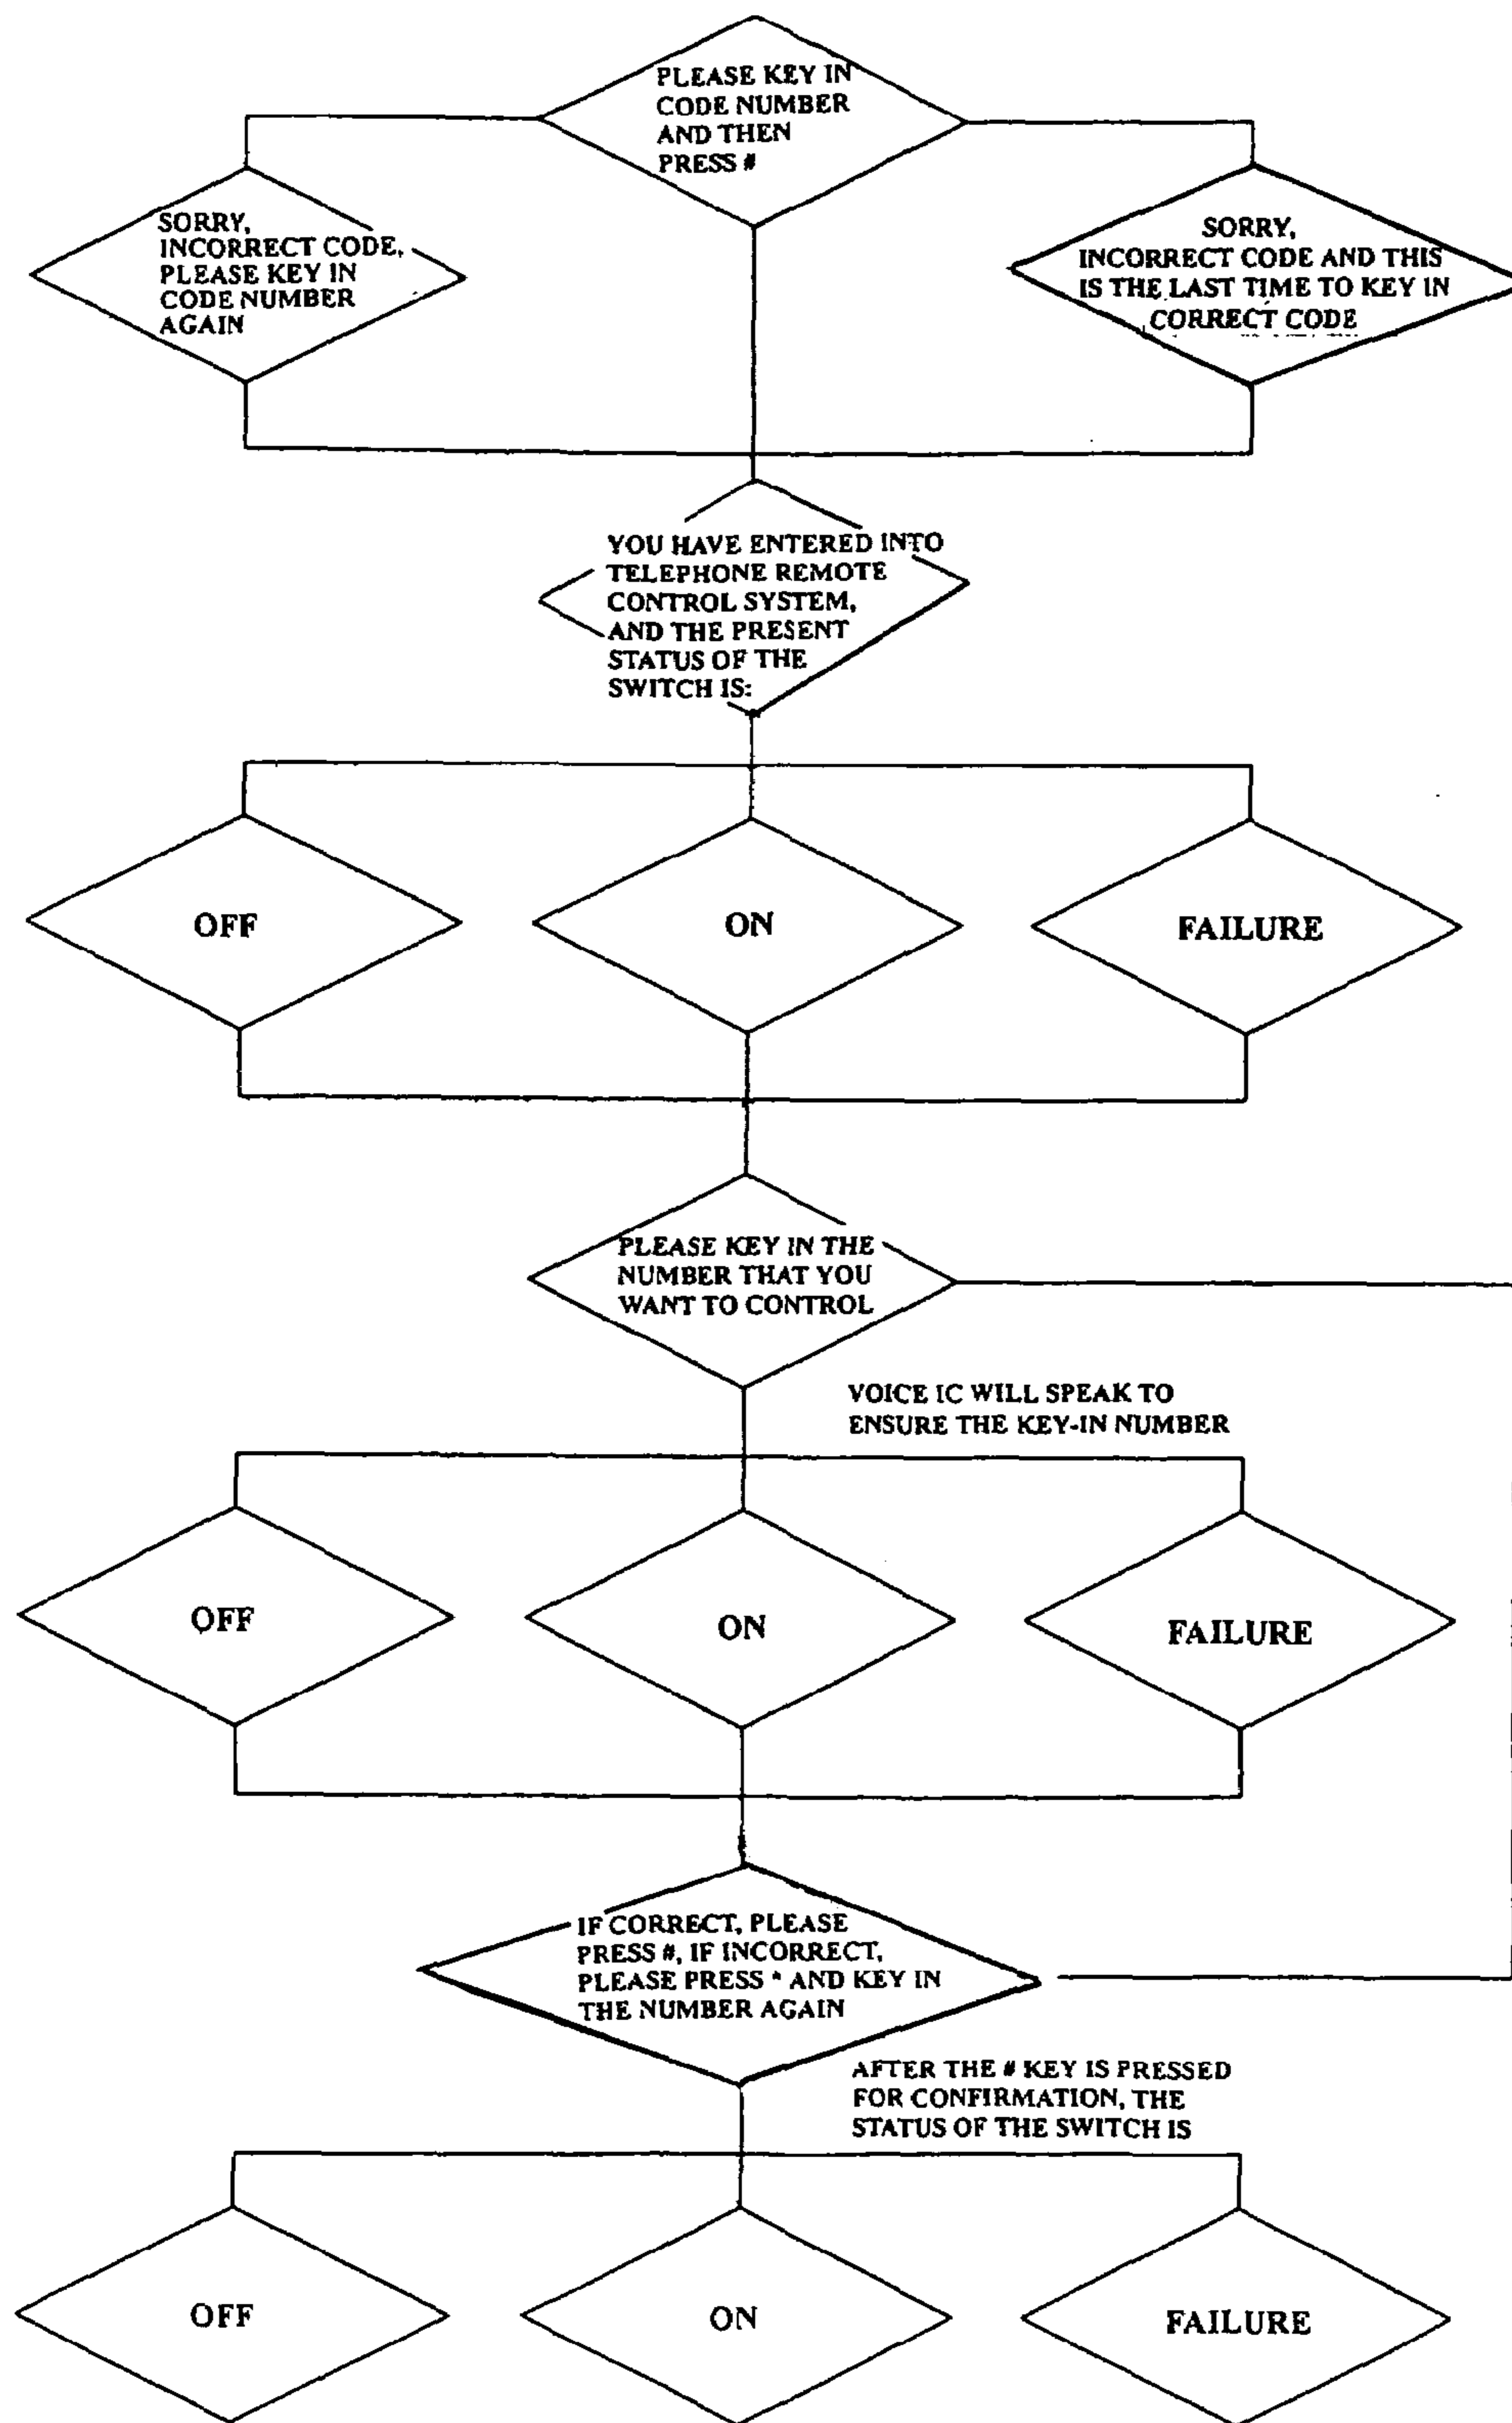 PLEASE KEY IN
CODE NUMBER
AND THEN
PRESS #
SORRY,
INCORRECT CODE,
PLEASE KEY IN
CODE NUMBER
AGAIN
SORRY,
INCORRECT CODE AND THIS
IS THE LAST TIME TO KEY IN
CORRECT CODE
YOU HAVE ENTERED INTO
TELEPHONE REMOTE
CONTROL SYSTEM,
AND THE PRESENT
STATUS OF THE
SWITCH IS:
OFF
ON
FAILURE
PLEASE KEY IN THE
NUMBER THAT YOU
WANT TO CONTROL
VOICE IC WILL SPEAK TO
ENSURE THE KEY-IN NUMBER
OFF
ON
FAILURE
IF CORRECT, PLEASE
PRESS #, IF INCORRECT,
PLEASE PRESS * AND KEY IN
THE NUMBER AGAIN
AFTER THE # KEY IS PRESSED
FOR CONFIRMATION, THE
STATUS OF THE SWITCH IS
OFF
ON
FAILURE